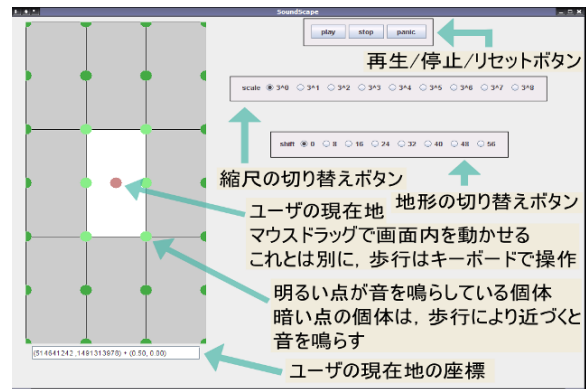 SoundScape
play stop panic
再生/停止/リセットボタン
scale 3^0 3^1 3^2 3^3 3^4 3^5 3^6 3^7 3^8
shift 0 8 16 24 32 40 48 56
縮尺の切り替えボタン
地形の切り替えボタン
ユーザの現在地
マウスドラッグで画面内を動かせる
これとは別に，歩行はキーボードで操作
明るい点が音を鳴らしている個体
暗い点の個体は，歩行により近づくと
音を鳴らす
(514641242 ,1491313978) + (0.50, 0.00)
ユーザの現在地の座標